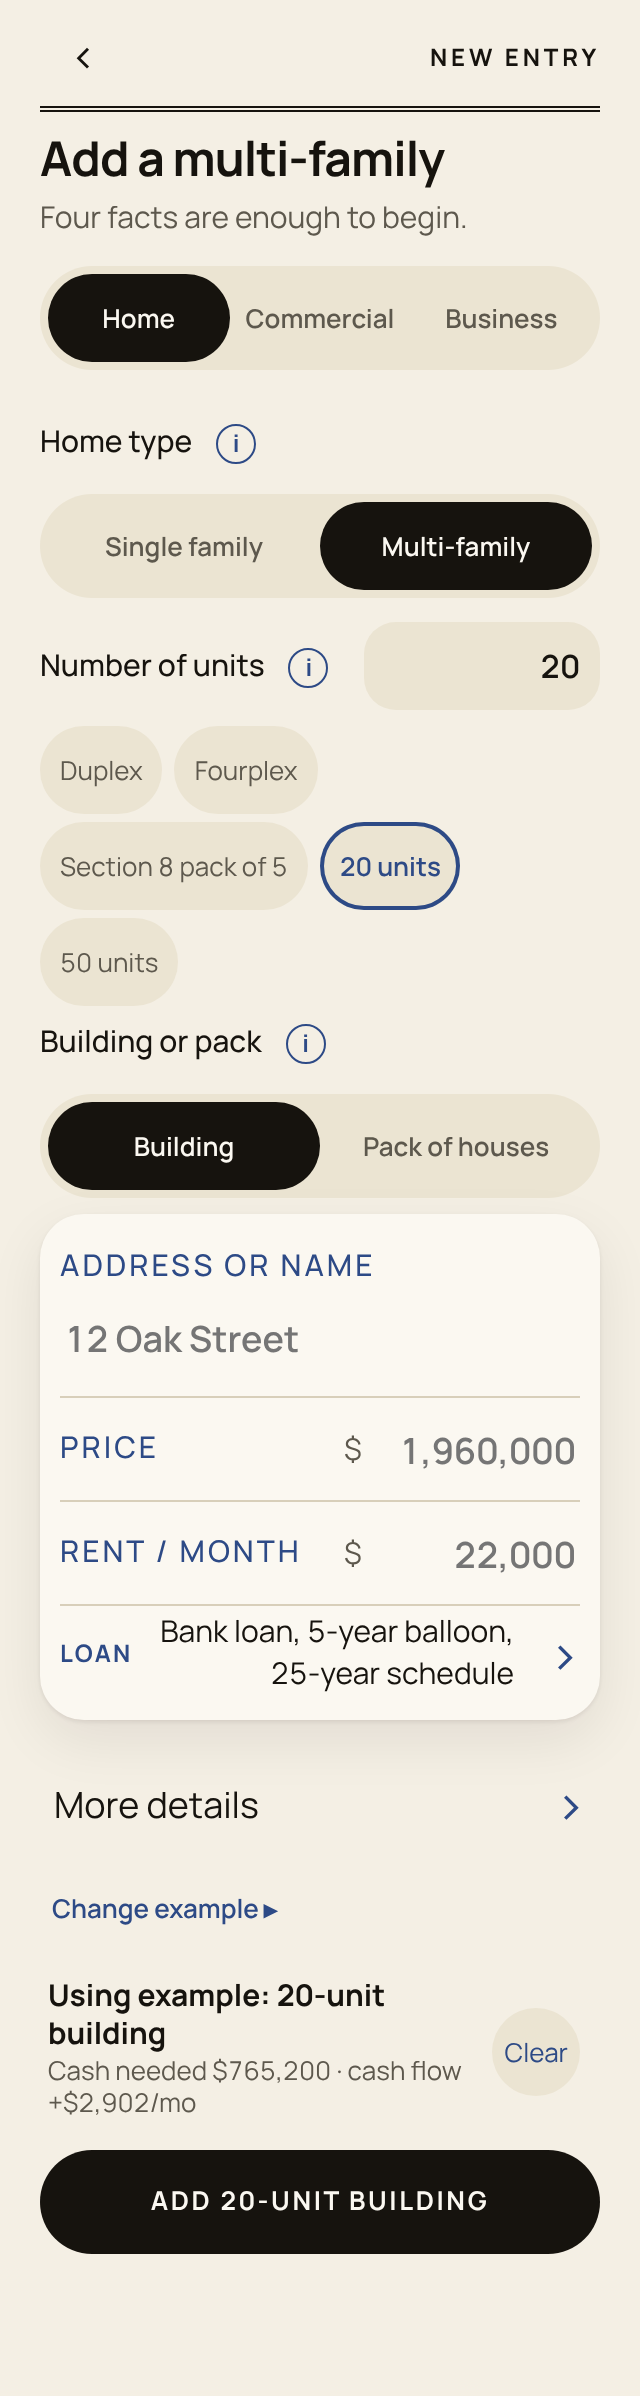 NEW ENTRY
Add a multi-family
Four facts are enough to begin.
Home Commercial Business
Home type i
Single family Multi-family
Number of units i 20
Duplex Fourplex
Section 8 pack of 5 20 units
50 units
Building or pack i
Building Pack of houses
ADDRESS OR NAME
12 Oak Street
PRICE $ 1,960,000
RENT / MONTH $ 22,000
LOAN Bank loan, 5-year balloon,
25-year schedule
More details
Change example ▸
Using example: 20-unit
building
Cash needed $765,200 · cash flow
+$2,902/mo
Clear
ADD 20-UNIT BUILDING